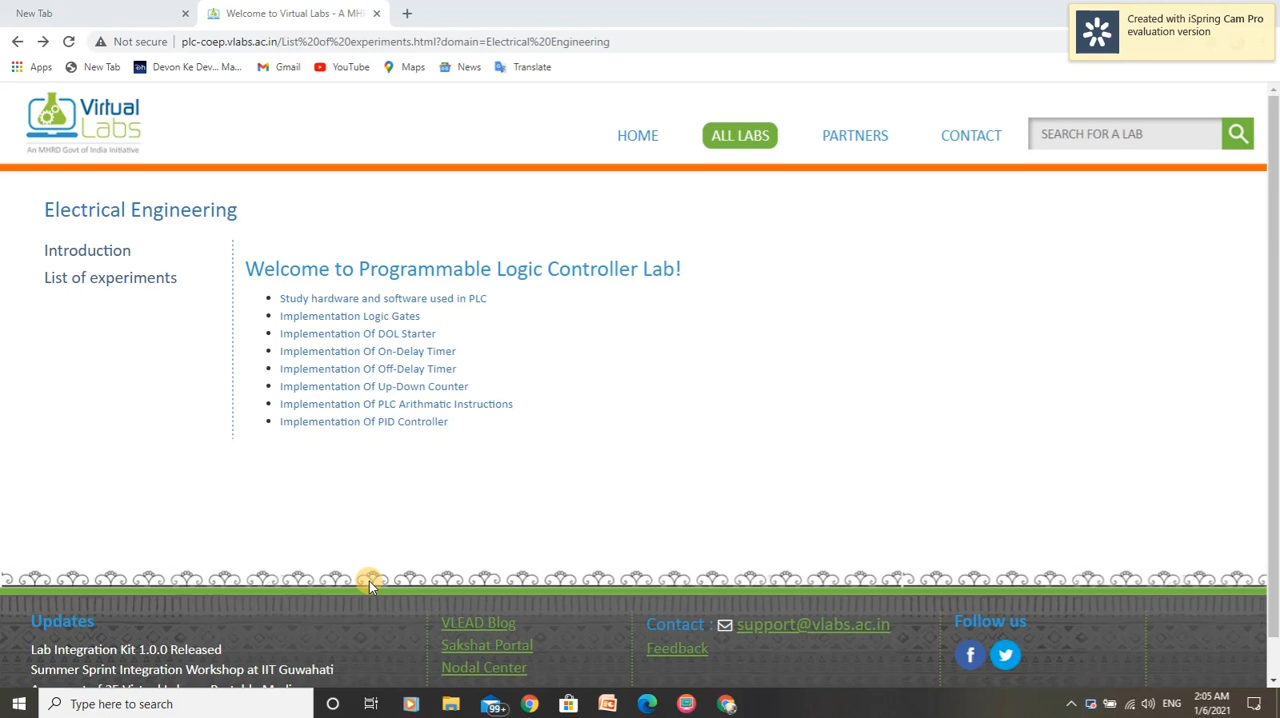 New Tab
Welcome to Virtual Labs - A MH
Created with iSpring Cam Pro
evaluation version
Not secure
plc-coep.vlabs.ac.in/List%20of%20experiments.html?domain=Electrical%20Engineering
Apps
New Tab
Devon Ke Dev... Ma...
Gmail
YouTube
Maps
News
Translate
Virtual
Labs
An MHRD Govt of India Initiative
HOME
ALL LABS
PARTNERS
CONTACT
SEARCH FOR A LAB
Electrical Engineering
Introduction
List of experiments
Welcome to Programmable Logic Controller Lab!
Study hardware and software used in PLC
Implementation Logic Gates
Implementation Of DOL Starter
Implementation Of On-Delay Timer
Implementation Of Off-Delay Timer
Implementation Of Up-Down Counter
Implementation Of PLC Arithmatic Instructions
Implementation Of PID Controller
Updates
Lab Integration Kit 1.0.0 Released
Summer Sprint Integration Workshop at IIT Guwahati
VLEAD Blog
Sakshat Portal
Nodal Center
Contact : support@vlabs.ac.in
Feedback
Follow us
Type here to search
99+
ENG
2:05 AM
1/6/2021